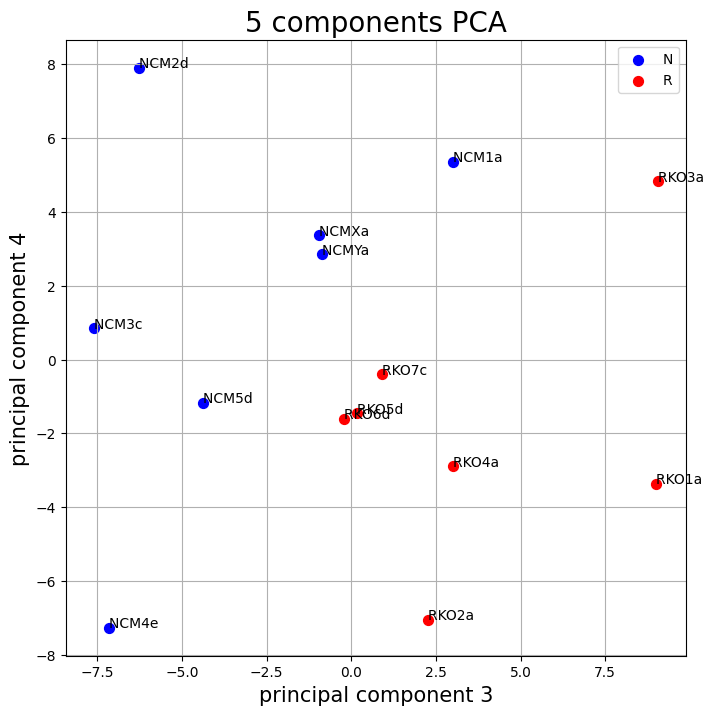 5 components PCA
N
R
NCM2d
NCM1a
RKO3a
NCMXa
NCMYa
NCM3c
RKO7c
NCM5d
RKO5d
RKO6d
RKO4a
RKO1a
RKO2a
NCM4e
8
6
4
2
0
−2
−4
−6
−8
principal component 4
−7.5
−5.0
−2.5
0.0
2.5
5.0
7.5
principal component 3